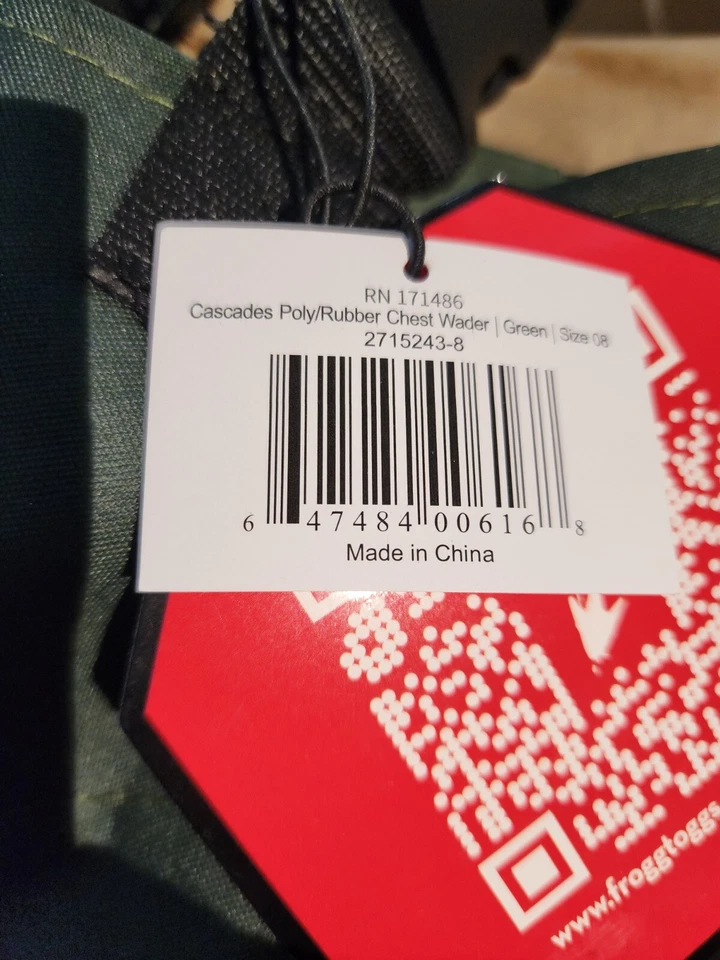 RN 171486
Cascades Poly/Rubber Chest Wader | Green | Size 08
2715243-8
6 47484 00616 8
Made in China
www.froggtoggs